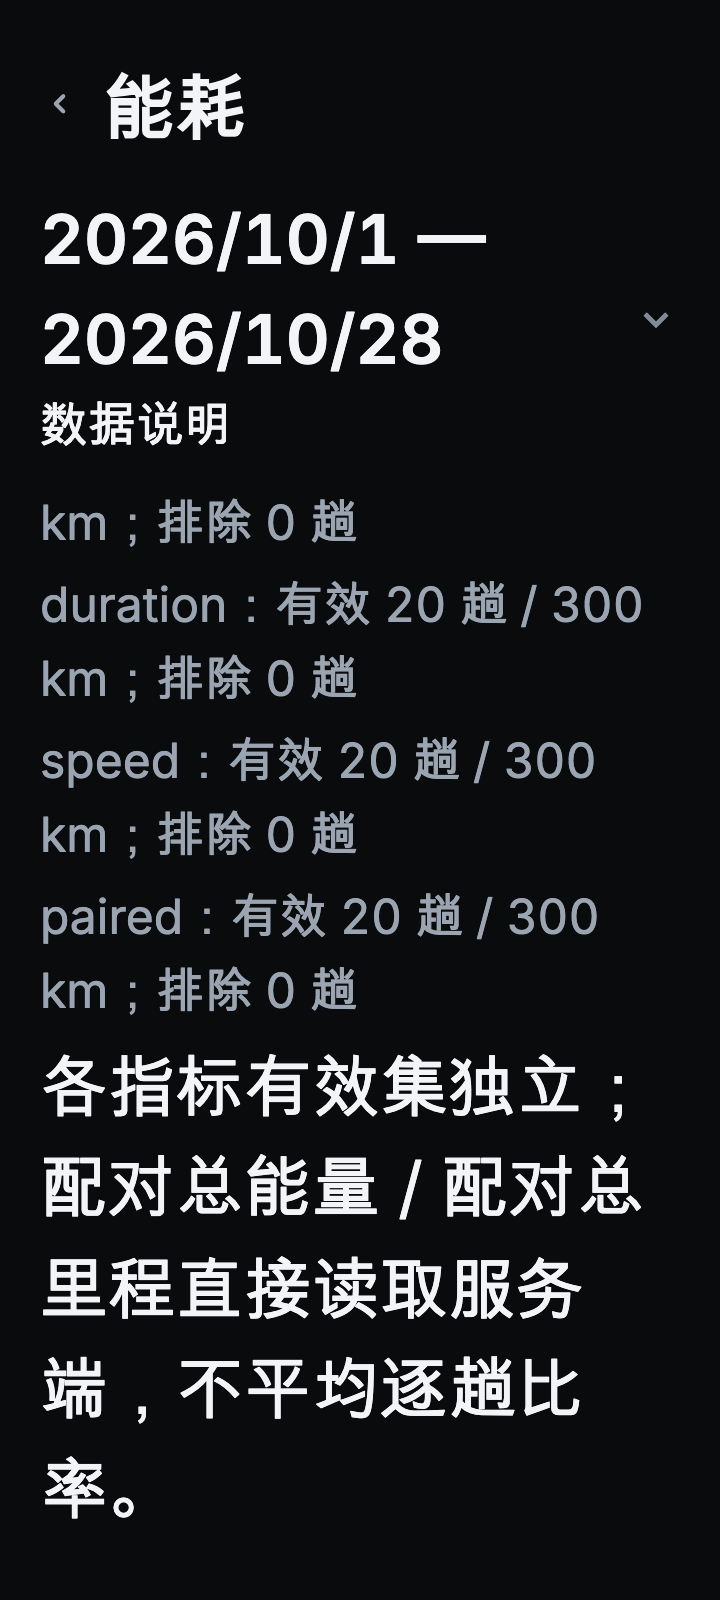 能耗
2026/10/1 —
2026/10/28
数据说明
km；排除 0 趟
duration：有效 20 趟 / 300
km；排除 0 趟
speed：有效 20 趟 / 300
km；排除 0 趟
paired：有效 20 趟 / 300
km；排除 0 趟
各指标有效集独立；
配对总能量 / 配对总
里程直接读取服务
端，不平均逐趟比
率。